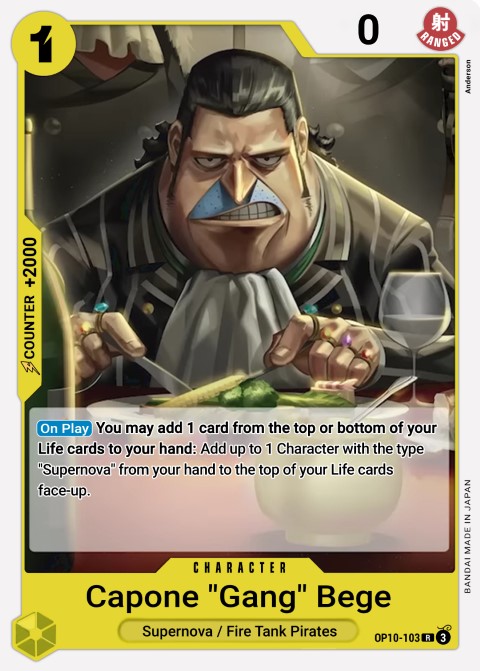 1
0
射
RANGED
Anderson
COUNTER +2000
On Play You may add 1 card from the top or bottom of your
Life cards to your hand: Add up to 1 Character with the type
"Supernova" from your hand to the top of your Life cards
face-up.
BANDAI MADE IN JAPAN
CHARACTER
Capone "Gang" Bege
Supernova / Fire Tank Pirates
OP10-103 R 3